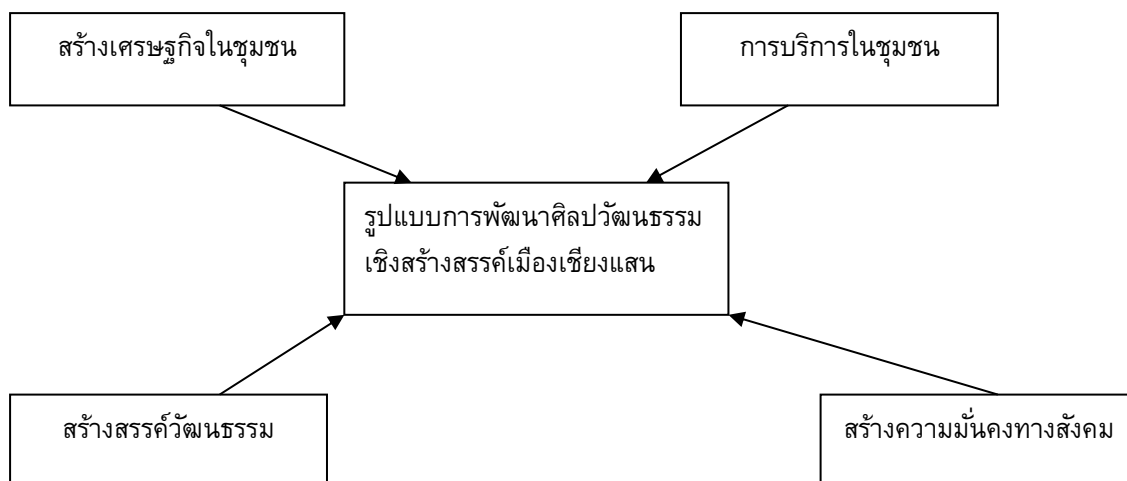 สร้างเศรษฐกิจในชุมชน
การบริการในชุมชน
รูปแบบการพัฒนาศิลปวัฒนธรรม
เชิงสร้างสรรค์เมืองเชียงแสน
สร้างสรรค์วัฒนธรรม
สร้างความมั่นคงทางสังคม